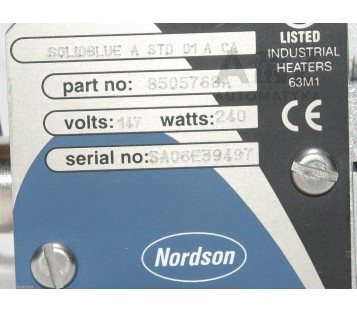 LISTED
INDUSTRIAL
HEATERS
63M1
SOLIDBLUE A STD 01 A CA
part no: 8505768A
volts: 147 watts: 240
CE
serial no: SA06E39497
Nordson